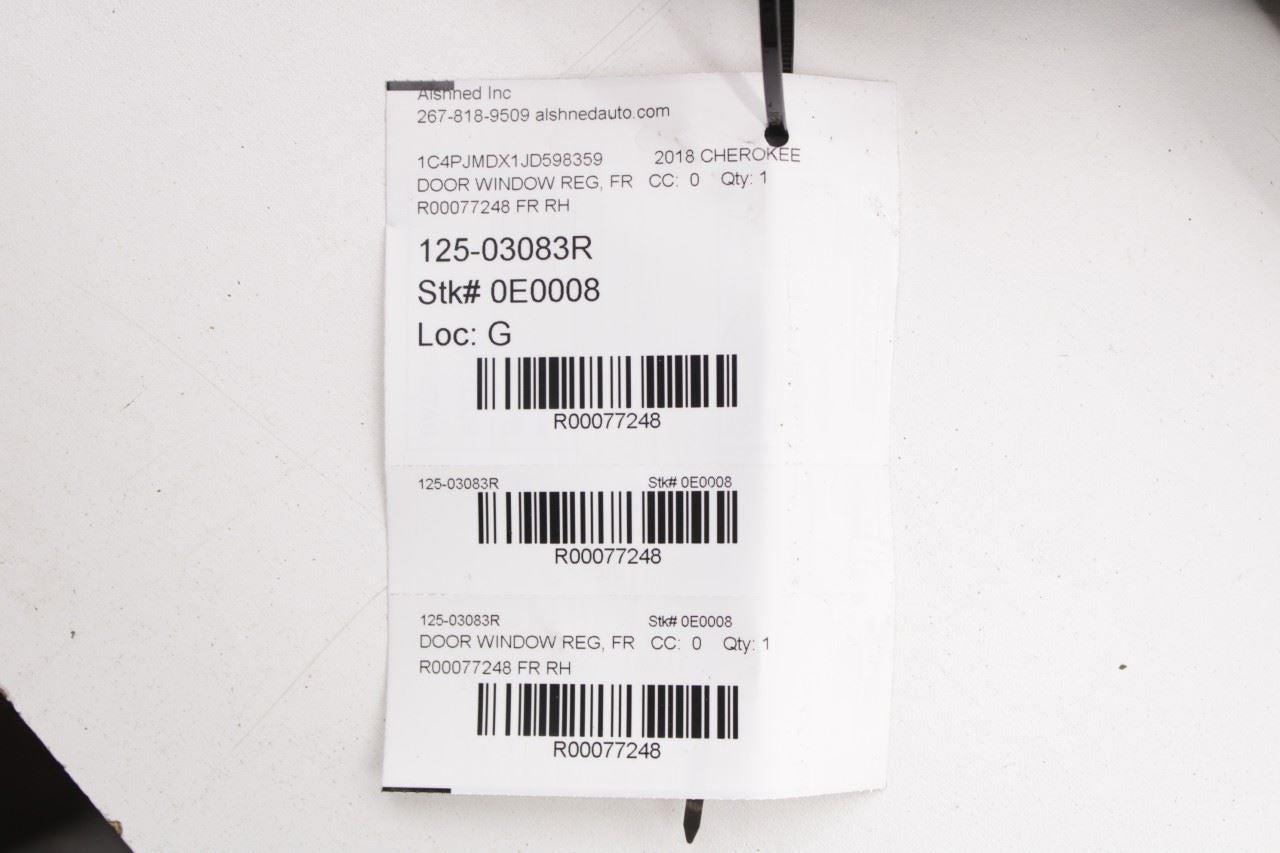 Alshned Inc
267-818-9509 alshnedauto.com
1C4PJMDX1JD598359 2018 CHEROKEE
DOOR WINDOW REG, FR CC: 0 Qty: 1
R00077248 FR RH
125-03083R
Stk# 0E0008
Loc: G
R00077248
125-03083R Stk# 0E0008
R00077248
125-03083R Stk# 0E0008
DOOR WINDOW REG, FR CC: 0 Qty: 1
R00077248 FR RH
R00077248